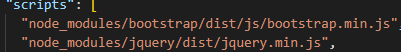 "scripts": [
"node_modules/bootstrap/dist/js/bootstrap.min.js",
"node_modules/jquery/dist/jquery.min.js",